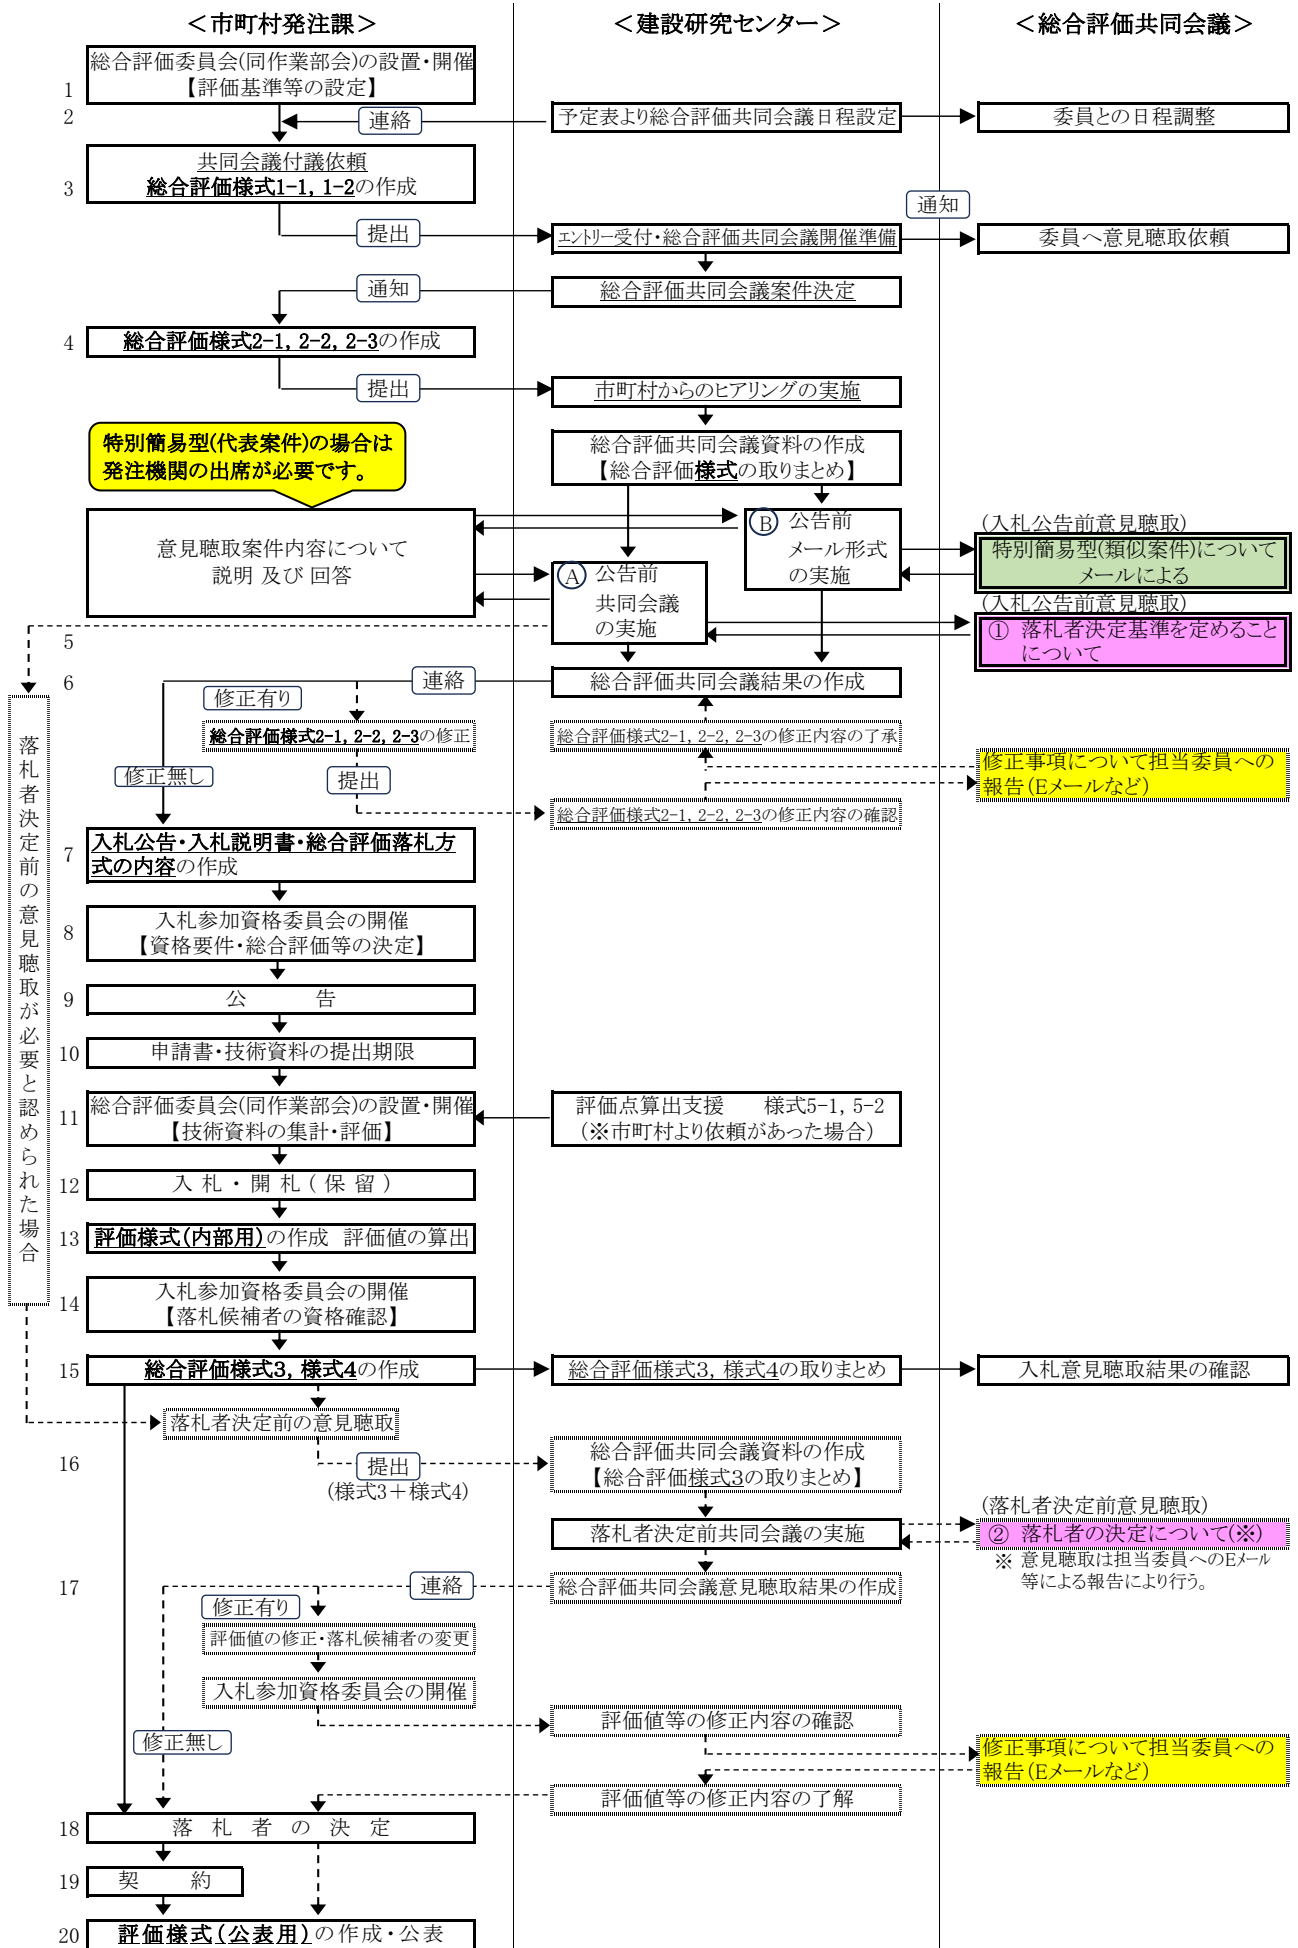 ＜市町村発注課＞
＜建設研究センター＞
＜総合評価共同会議＞
総合評価委員会(同作業部会)の設置・開催
【評価基準等の設定】
1
2
連絡
予定表より総合評価共同会議日程設定
委員との日程調整
共同会議付議依頼
総合評価様式1-1, 1-2の作成
3
通知
提出
エントリー受付・総合評価共同会議開催準備
委員へ意見聴取依頼
通知
総合評価共同会議案件決定
4
総合評価様式2-1, 2-2, 2-3の作成
提出
市町村からのヒアリングの実施
特別簡易型(代表案件)の場合は
発注機関の出席が必要です。
総合評価共同会議資料の作成
【総合評価様式の取りまとめ】
意見聴取案件内容について
説明 及び 回答
B 公告前
メール形式
の実施
(入札公告前意見聴取)
特別簡易型(類似案件)について
メールによる
A 公告前
共同会議
の実施
(入札公告前意見聴取)
① 落札者決定基準を定めること
について
5
6
連絡
総合評価共同会議結果の作成
修正有り
総合評価様式2-1, 2-2, 2-3の修正
総合評価様式2-1, 2-2, 2-3の修正内容の了承
修正無し
提出
修正事項について担当委員への
報告(Eメールなど)
総合評価様式2-1, 2-2, 2-3の修正内容の確認
落札者決定前の意見聴取が必要と認められた場合
7
入札公告・入札説明書・総合評価落札方
式の内容の作成
8
入札参加資格委員会の開催
【資格要件・総合評価等の決定】
9
公 告
10
申請書・技術資料の提出期限
11
総合評価委員会(同作業部会)の設置・開催
【技術資料の集計・評価】
評価点算出支援 様式5-1, 5-2
(※市町村より依頼があった場合)
12
入 札 ・ 開 札 ( 保 留 )
13
評価様式(内部用)の作成 評価値の算出
14
入札参加資格委員会の開催
【落札候補者の資格確認】
15
総合評価様式3, 様式4の作成
総合評価様式3, 様式4の取りまとめ
入札意見聴取結果の確認
落札者決定前の意見聴取
16
提出
(様式3＋様式4)
総合評価共同会議資料の作成
【総合評価様式3の取りまとめ】
(落札者決定前意見聴取)
落札者決定前共同会議の実施
② 落札者の決定について(※)
※ 意見聴取は担当委員へのEメール
等による報告により行う。
17
連絡
総合評価共同会議意見聴取結果の作成
修正有り
評価値の修正・落札候補者の変更
入札参加資格委員会の開催
評価値等の修正内容の確認
修正無し
修正事項について担当委員への
報告(Eメールなど)
評価値等の修正内容の了解
18
落 札 者 の 決 定
19
契 約
20
評価様式(公表用)の作成・公表